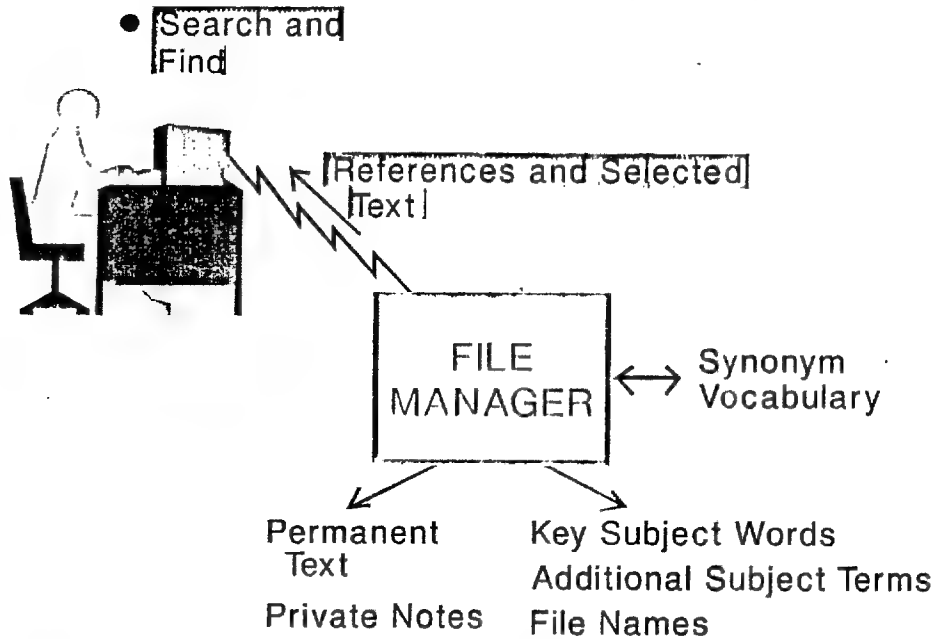 • Search and
Find
References and Selected
Text
FILE
MANAGER
Synonym
Vocabulary
Permanent
Text
Private Notes
Key Subject Words
Additional Subject Terms
File Names